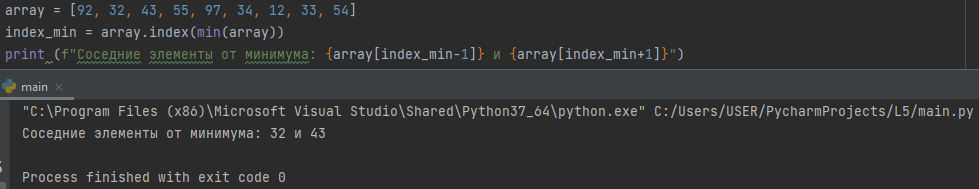 array = [92, 32, 43, 55, 97, 34, 12, 33, 54]
index_min = array.index(min(array))
print (f"Соседние элементы от минимума: {array[index_min-1]} и {array[index_min+1]}")
main ×
"C:\Program Files (x86)\Microsoft Visual Studio\Shared\Python37_64\python.exe" C:/Users/USER/PycharmProjects/L5/main.py
Соседние элементы от минимума: 32 и 43
Process finished with exit code 0